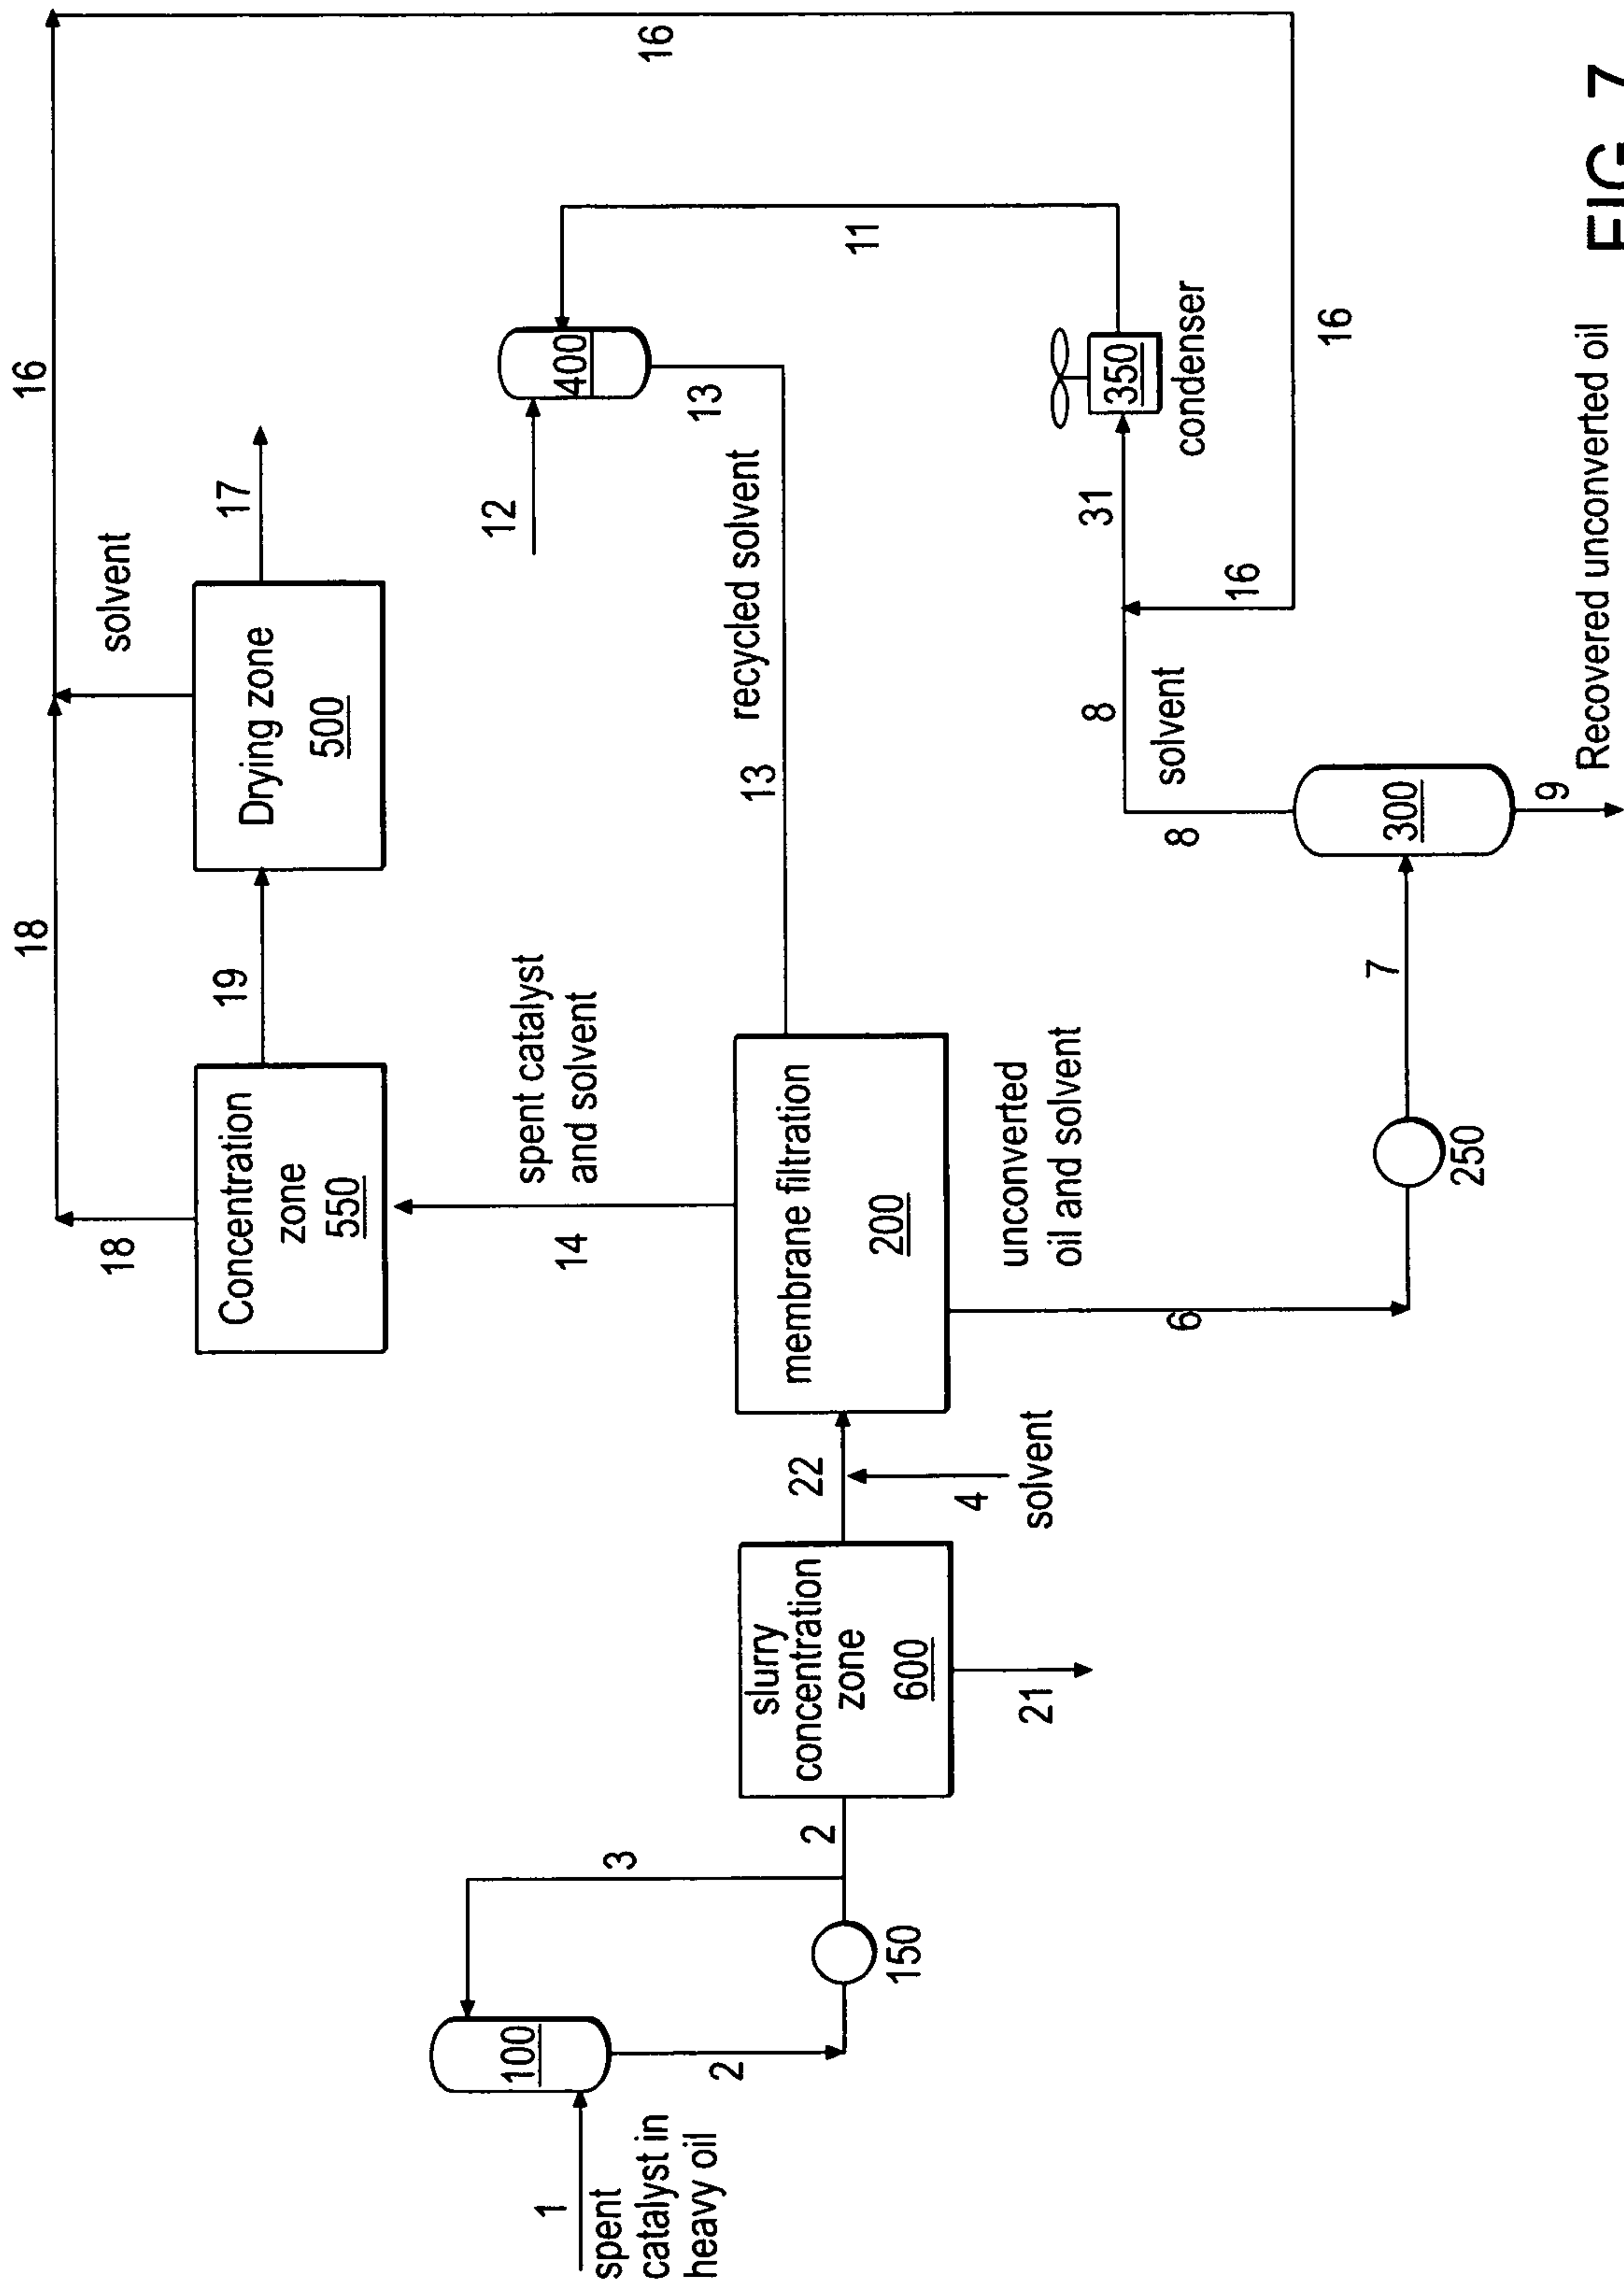 1
spent
catalyst in
heavy oil
100
2
3
150
2
slurry
concentration
zone
600
21
22
4
solvent
membrane filtration
200
14
spent catalyst
and solvent
Concentration
zone
550
18
18
19
Drying zone
500
solvent
17
16
16
16
16
6
unconverted
oil and solvent
250
7
300
9
Recovered unconverted oil
8
8
solvent
31
350
condenser
11
12
400
13
13
recycled solvent
FIG. 7